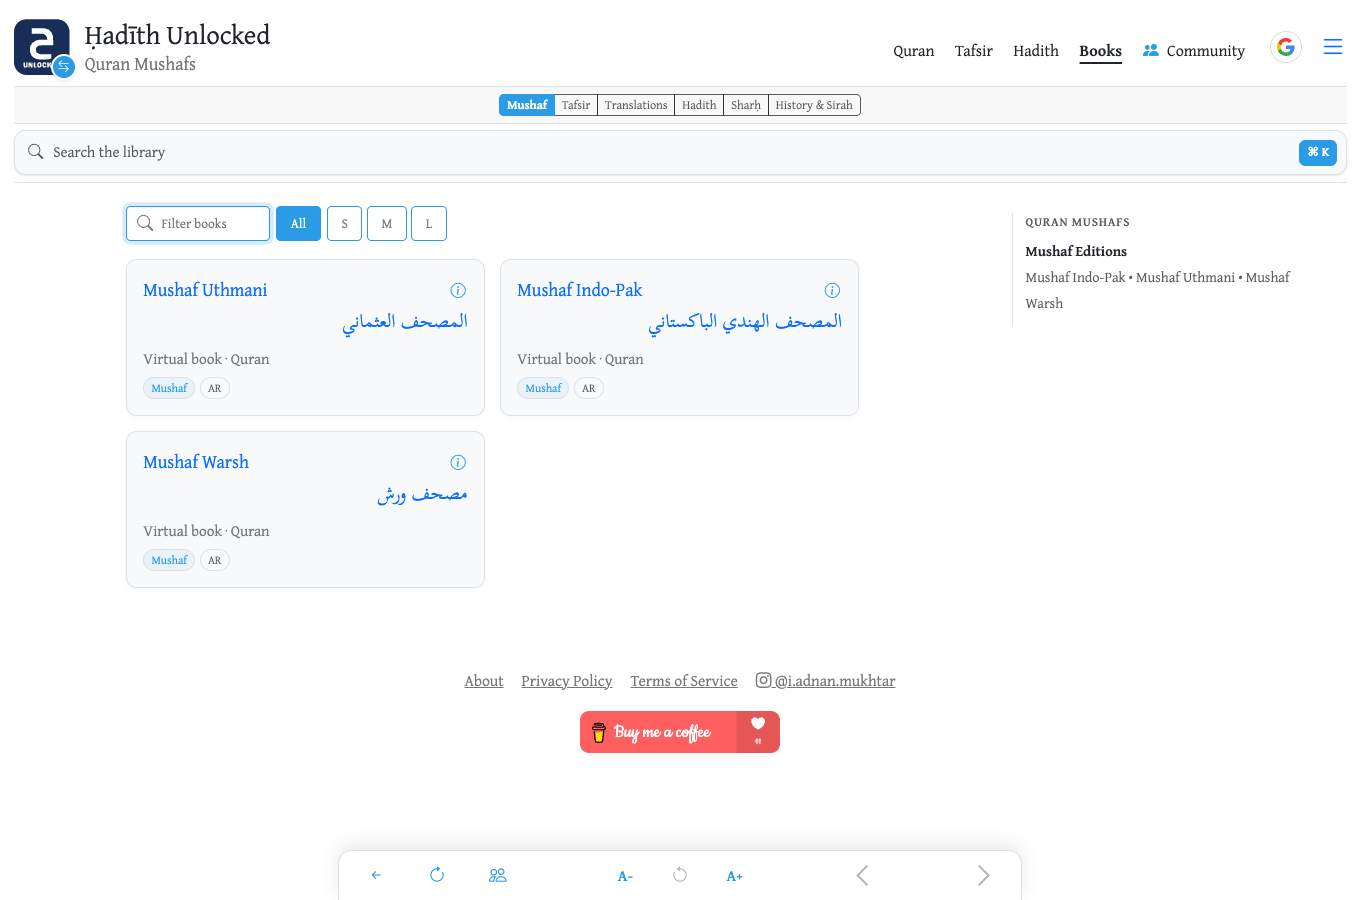 UNLOCK
Ḥadīth Unlocked
Quran Mushafs
Quran Tafsir Hadith Books Community
Mushaf Tafsir Translations Hadith Sharḥ History & Sirah
Search the library ⌘ K
Filter books All S M L
QURAN MUSHAFS
Mushaf Editions
Mushaf Indo-Pak • Mushaf Uthmani • Mushaf
Warsh
Mushaf Uthmani
المصحف العثماني
Virtual book · Quran
Mushaf AR
Mushaf Indo-Pak
المصحف الهندي الباكستاني
Virtual book · Quran
Mushaf AR
Mushaf Warsh
مصحف ورش
Virtual book · Quran
Mushaf AR
About Privacy Policy Terms of Service @i.adnan.mukhtar
Buy me a coffee
A- A+